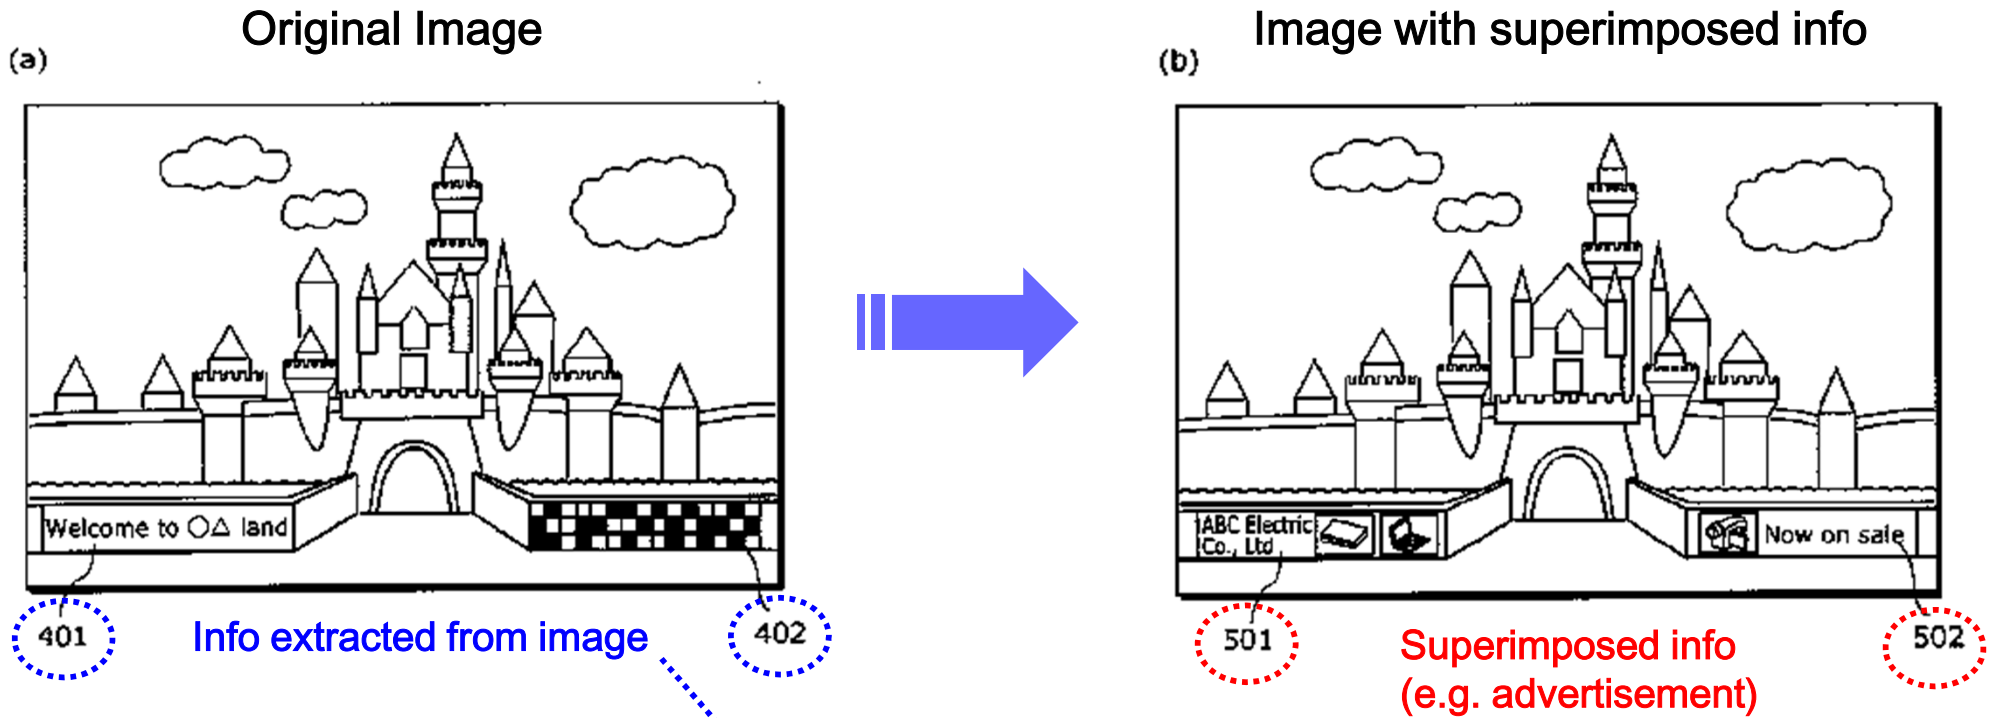 Original Image
(a)
Welcome to ○△ land
401
Info extracted from image
402
Image with superimposed info
(b)
ABC Electric
Co., Ltd
Now on sale
501
Superimposed info
(e.g. advertisement)
502